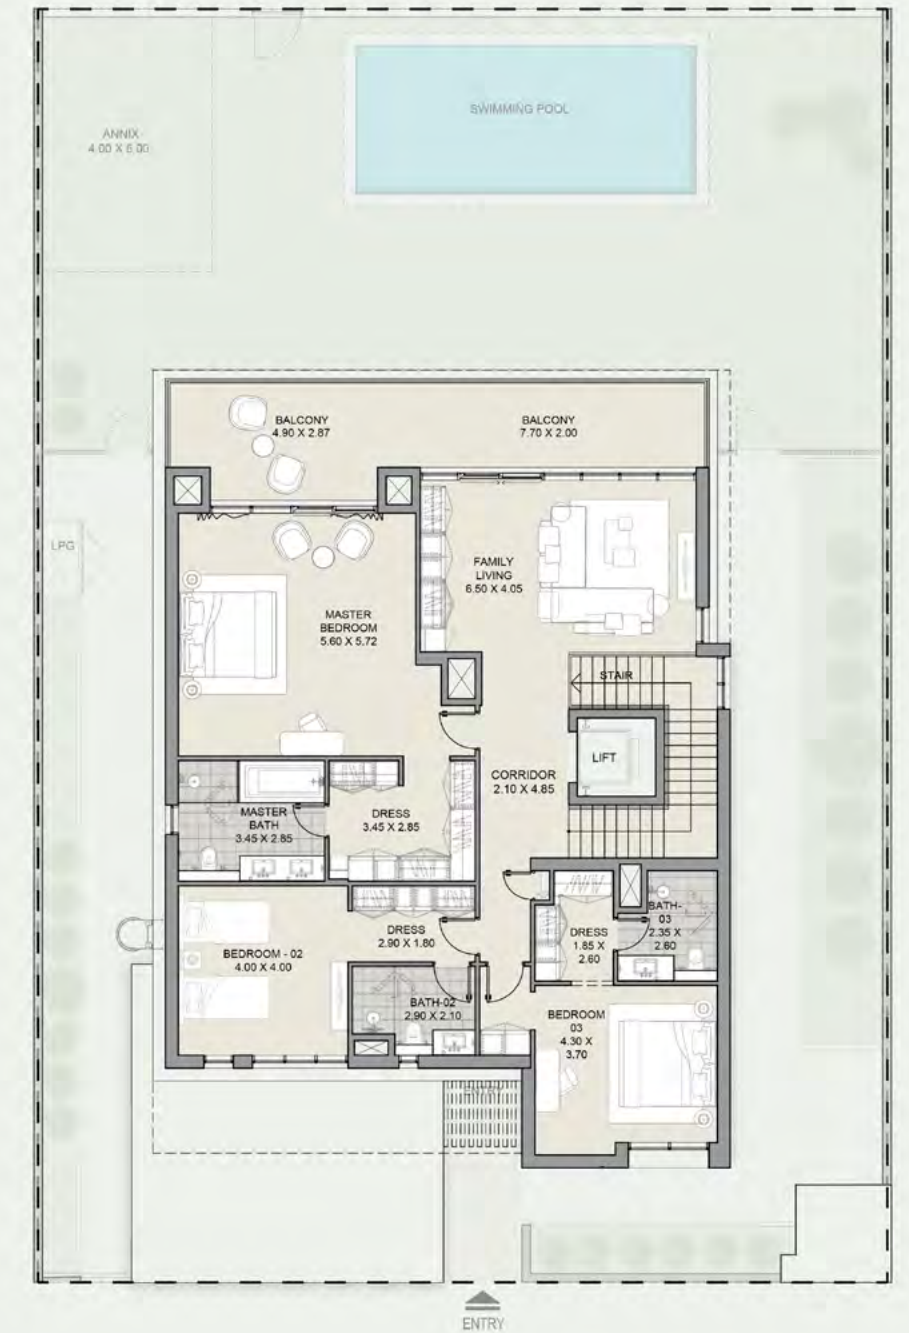 SWIMMING POOL
ANNIX
4.00 X 6.00
BALCONY
4.90 X 2.87
BALCONY
7.70 X 2.00
LPG
FAMILY
LIVING
6.50 X 4.05
MASTER
BEDROOM
5.60 X 5.72
STAIR
LIFT
CORRIDOR
2.10 X 4.85
MASTER
BATH
3.45 X 2.85
DRESS
3.45 X 2.85
BATH-
03
2.35 X
2.60
DRESS
2.90 X 1.80
DRESS
1.85 X
2.60
BEDROOM - 02
4.00 X 4.00
BATH-02
2.90 X 2.10
BEDROOM
03
4.30 X
3.70
ENTRY
ENTRY